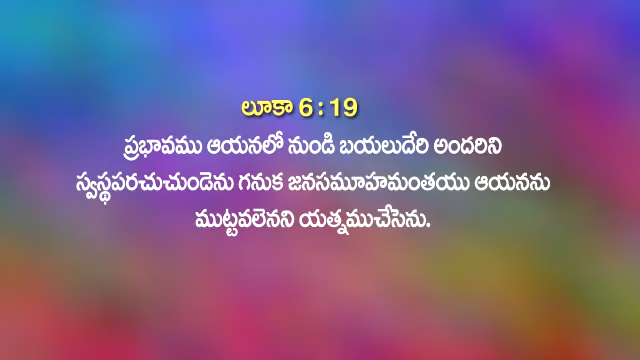 లూకా 6 : 19
ప్రభావము ఆయనలో నుండి బయలుదేరి అందరిని
స్వస్థపరచుచుండెను గనుక జనసమూహమంతయు ఆయనను
ముట్టవలెనని యత్నముచేసెను.